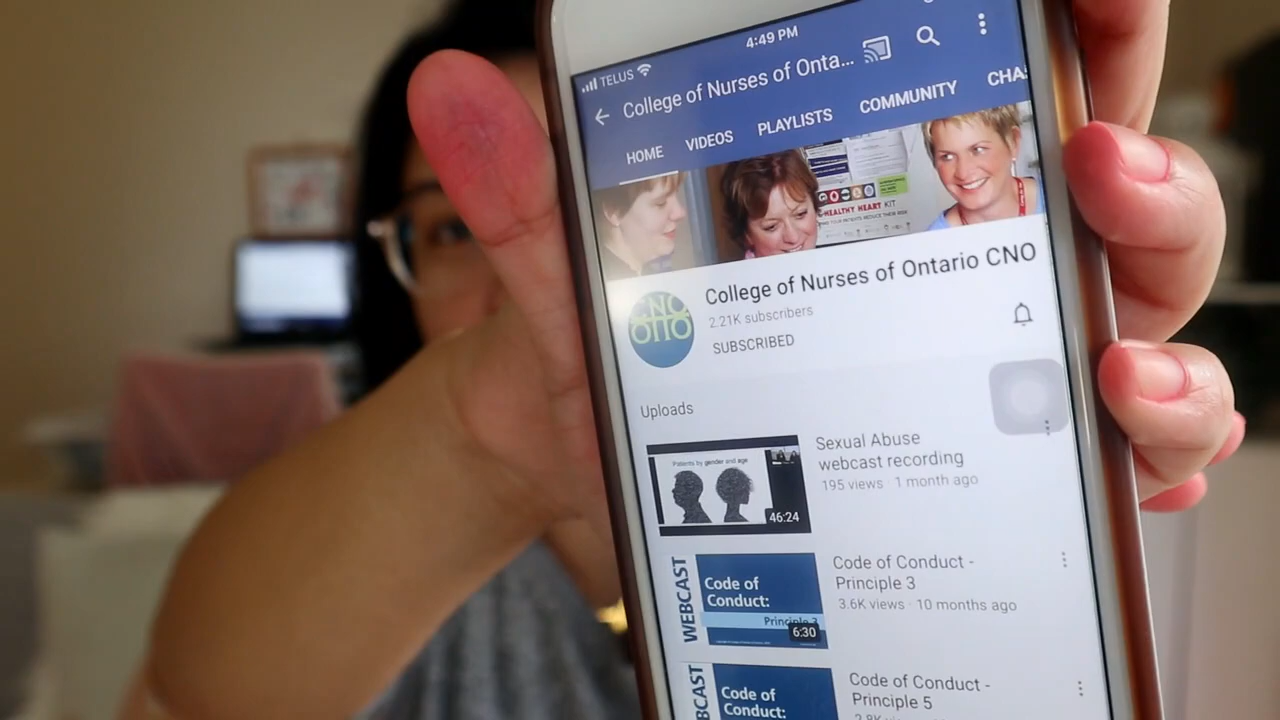 TELUS
4:49 PM
College of Nurses of Onta...
HOME
VIDEOS
PLAYLISTS
COMMUNITY
CHA
HEALTHY HEART KIT
College of Nurses of Ontario CNO
CNO
OIIO
2.21K subscribers
SUBSCRIBED
Uploads
Patients by gender and age
46:24
Sexual Abuse
webcast recording
195 views · 1 month ago
WEBCAST
Code of
Conduct:
Principle 3
6:30
Code of Conduct -
Principle 3
3.6K views · 10 months ago
Code of
Conduct:
Code of Conduct -
Principle 5